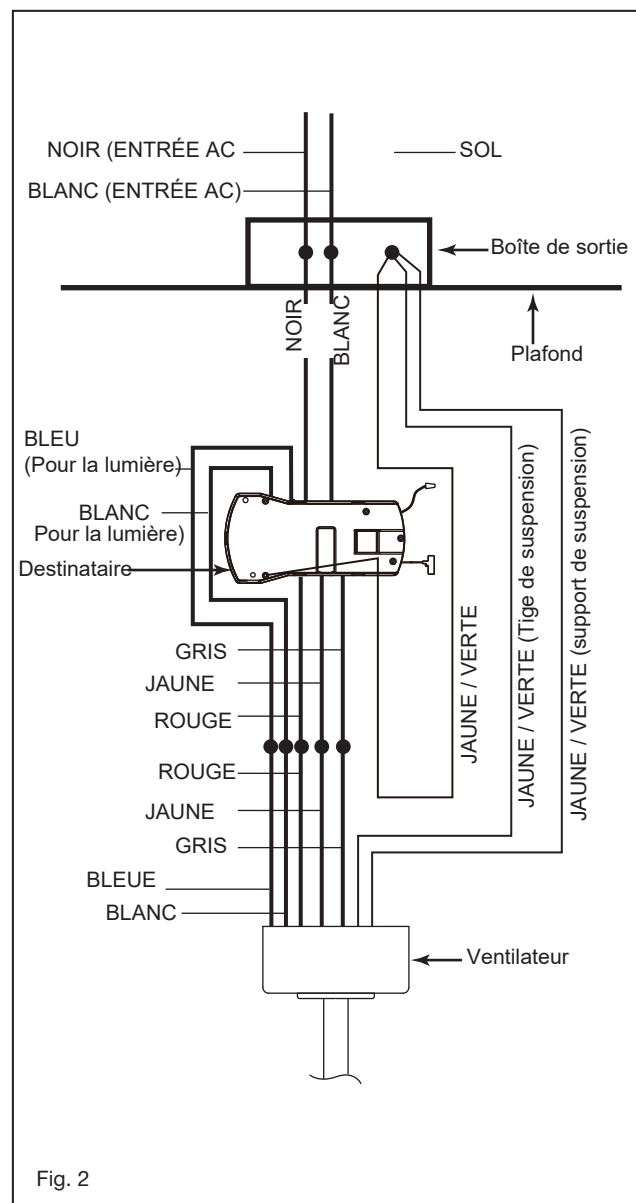 NOIR (ENTRÉE AC
SOL
BLANC (ENTRÉE AC)
Boîte de sortie
NOIR
BLANC
Plafond
BLEU
(Pour la lumière)
BLANC
Pour la lumière)
Destinataire
GRIS
JAUNE
ROUGE
JAUNE / VERTE
JAUNE / VERTE (Tige de suspension)
JAUNE / VERTE (support de suspension)
ROUGE
JAUNE
GRIS
BLEUE
BLANC
Ventilateur
Fig. 2